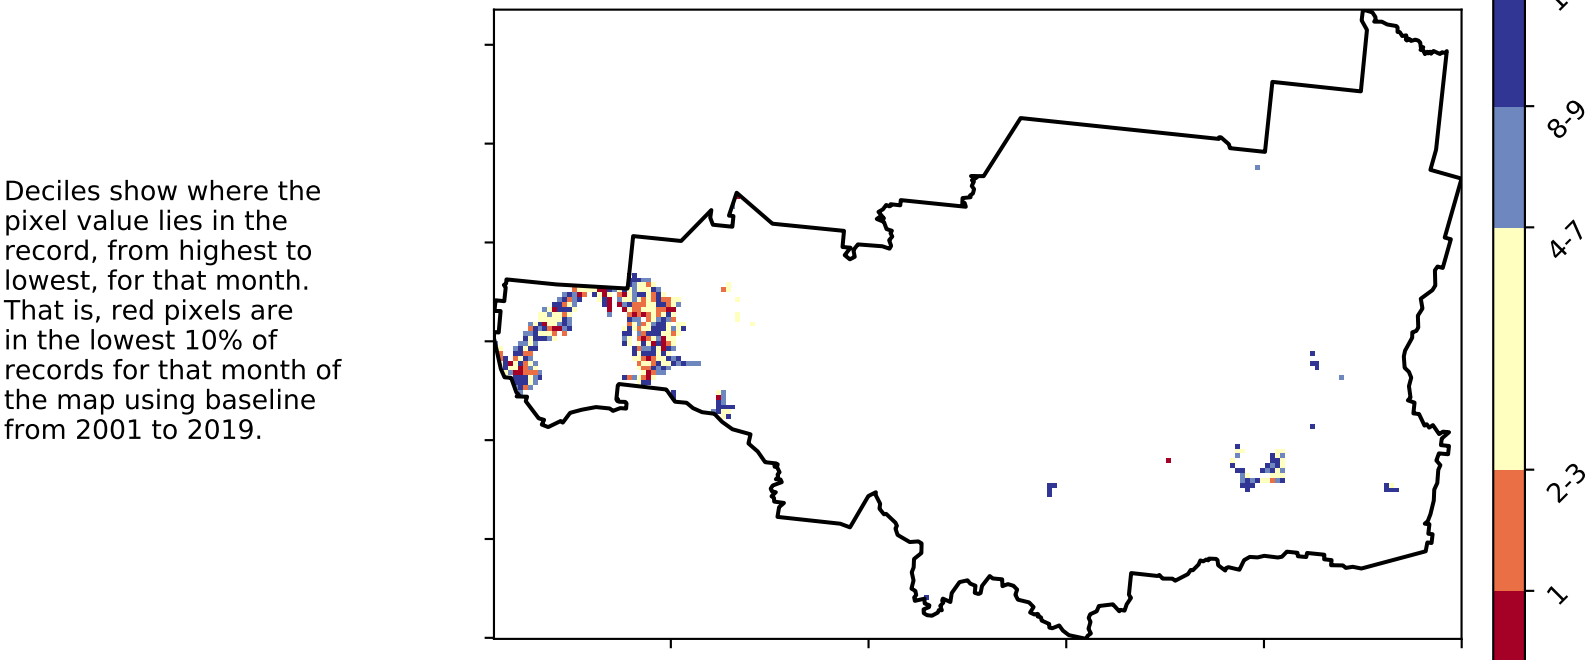 Deciles show where the
pixel value lies in the
record, from highest to
lowest, for that month.
That is, red pixels are
in the lowest 10% of
records for that month of
the map using baseline
from 2001 to 2019.
8-9
4-7
2-3
1